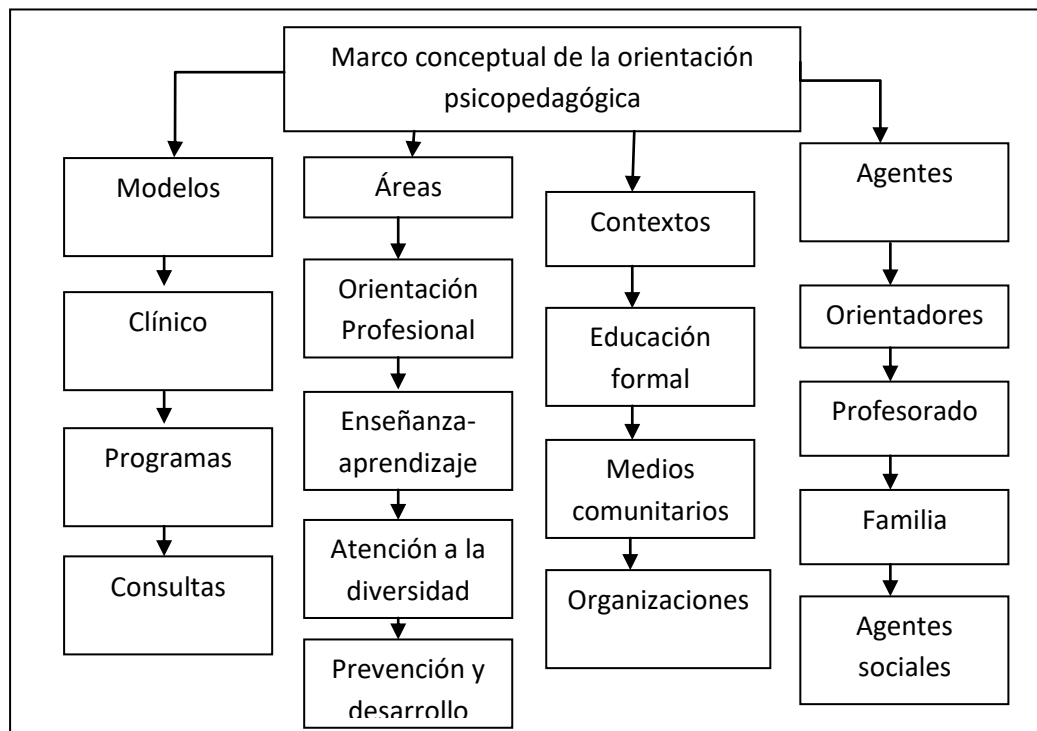 Marco conceptual de la orientación
psicopedagógica
Modelos
Clínico
Programas
Consultas
Áreas
Orientación
Profesional
Enseñanza-
aprendizaje
Atención a la
diversidad
Prevención y
desarrollo
Contextos
Educación
formal
Medios
comunitarios
Organizaciones
Agentes
Orientadores
Profesorado
Familia
Agentes
sociales